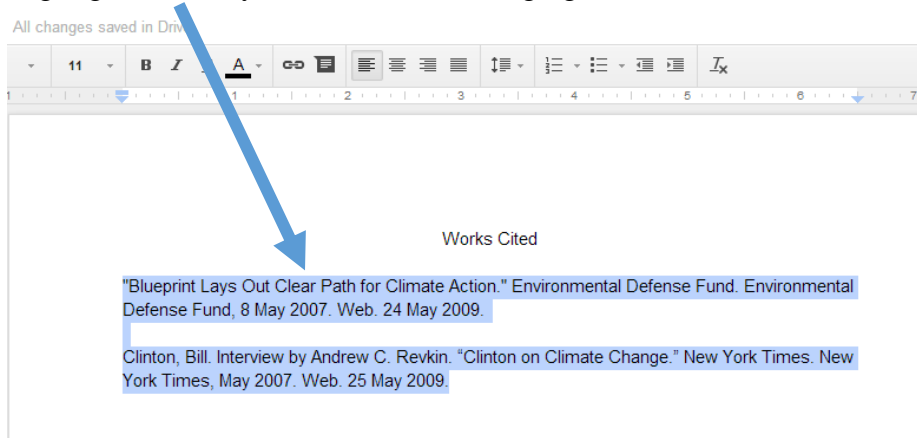 All changes saved in Driv
11 B I A
1 1 2 3 4 5 6 7
Works Cited
"Blueprint Lays Out Clear Path for Climate Action." Environmental Defense Fund. Environmental
Defense Fund, 8 May 2007. Web. 24 May 2009.
Clinton, Bill. Interview by Andrew C. Revkin. “Clinton on Climate Change.” New York Times. New
York Times, May 2007. Web. 25 May 2009.